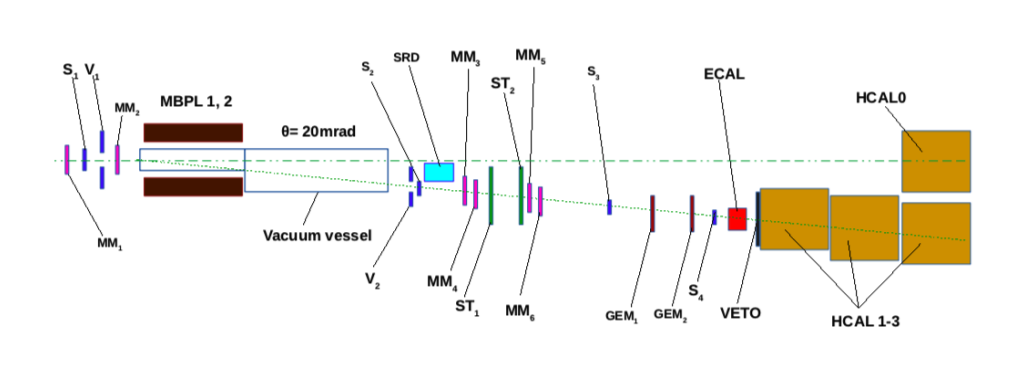 S1 V1
MM2
MBPL 1, 2
θ= 20mrad
S2
SRD
MM3
ST2
MM5
S3
ECAL
HCAL0
MM1
Vacuum vessel
V2
MM4
ST1
MM6
GEM1
GEM2
S4
VETO
HCAL 1-3